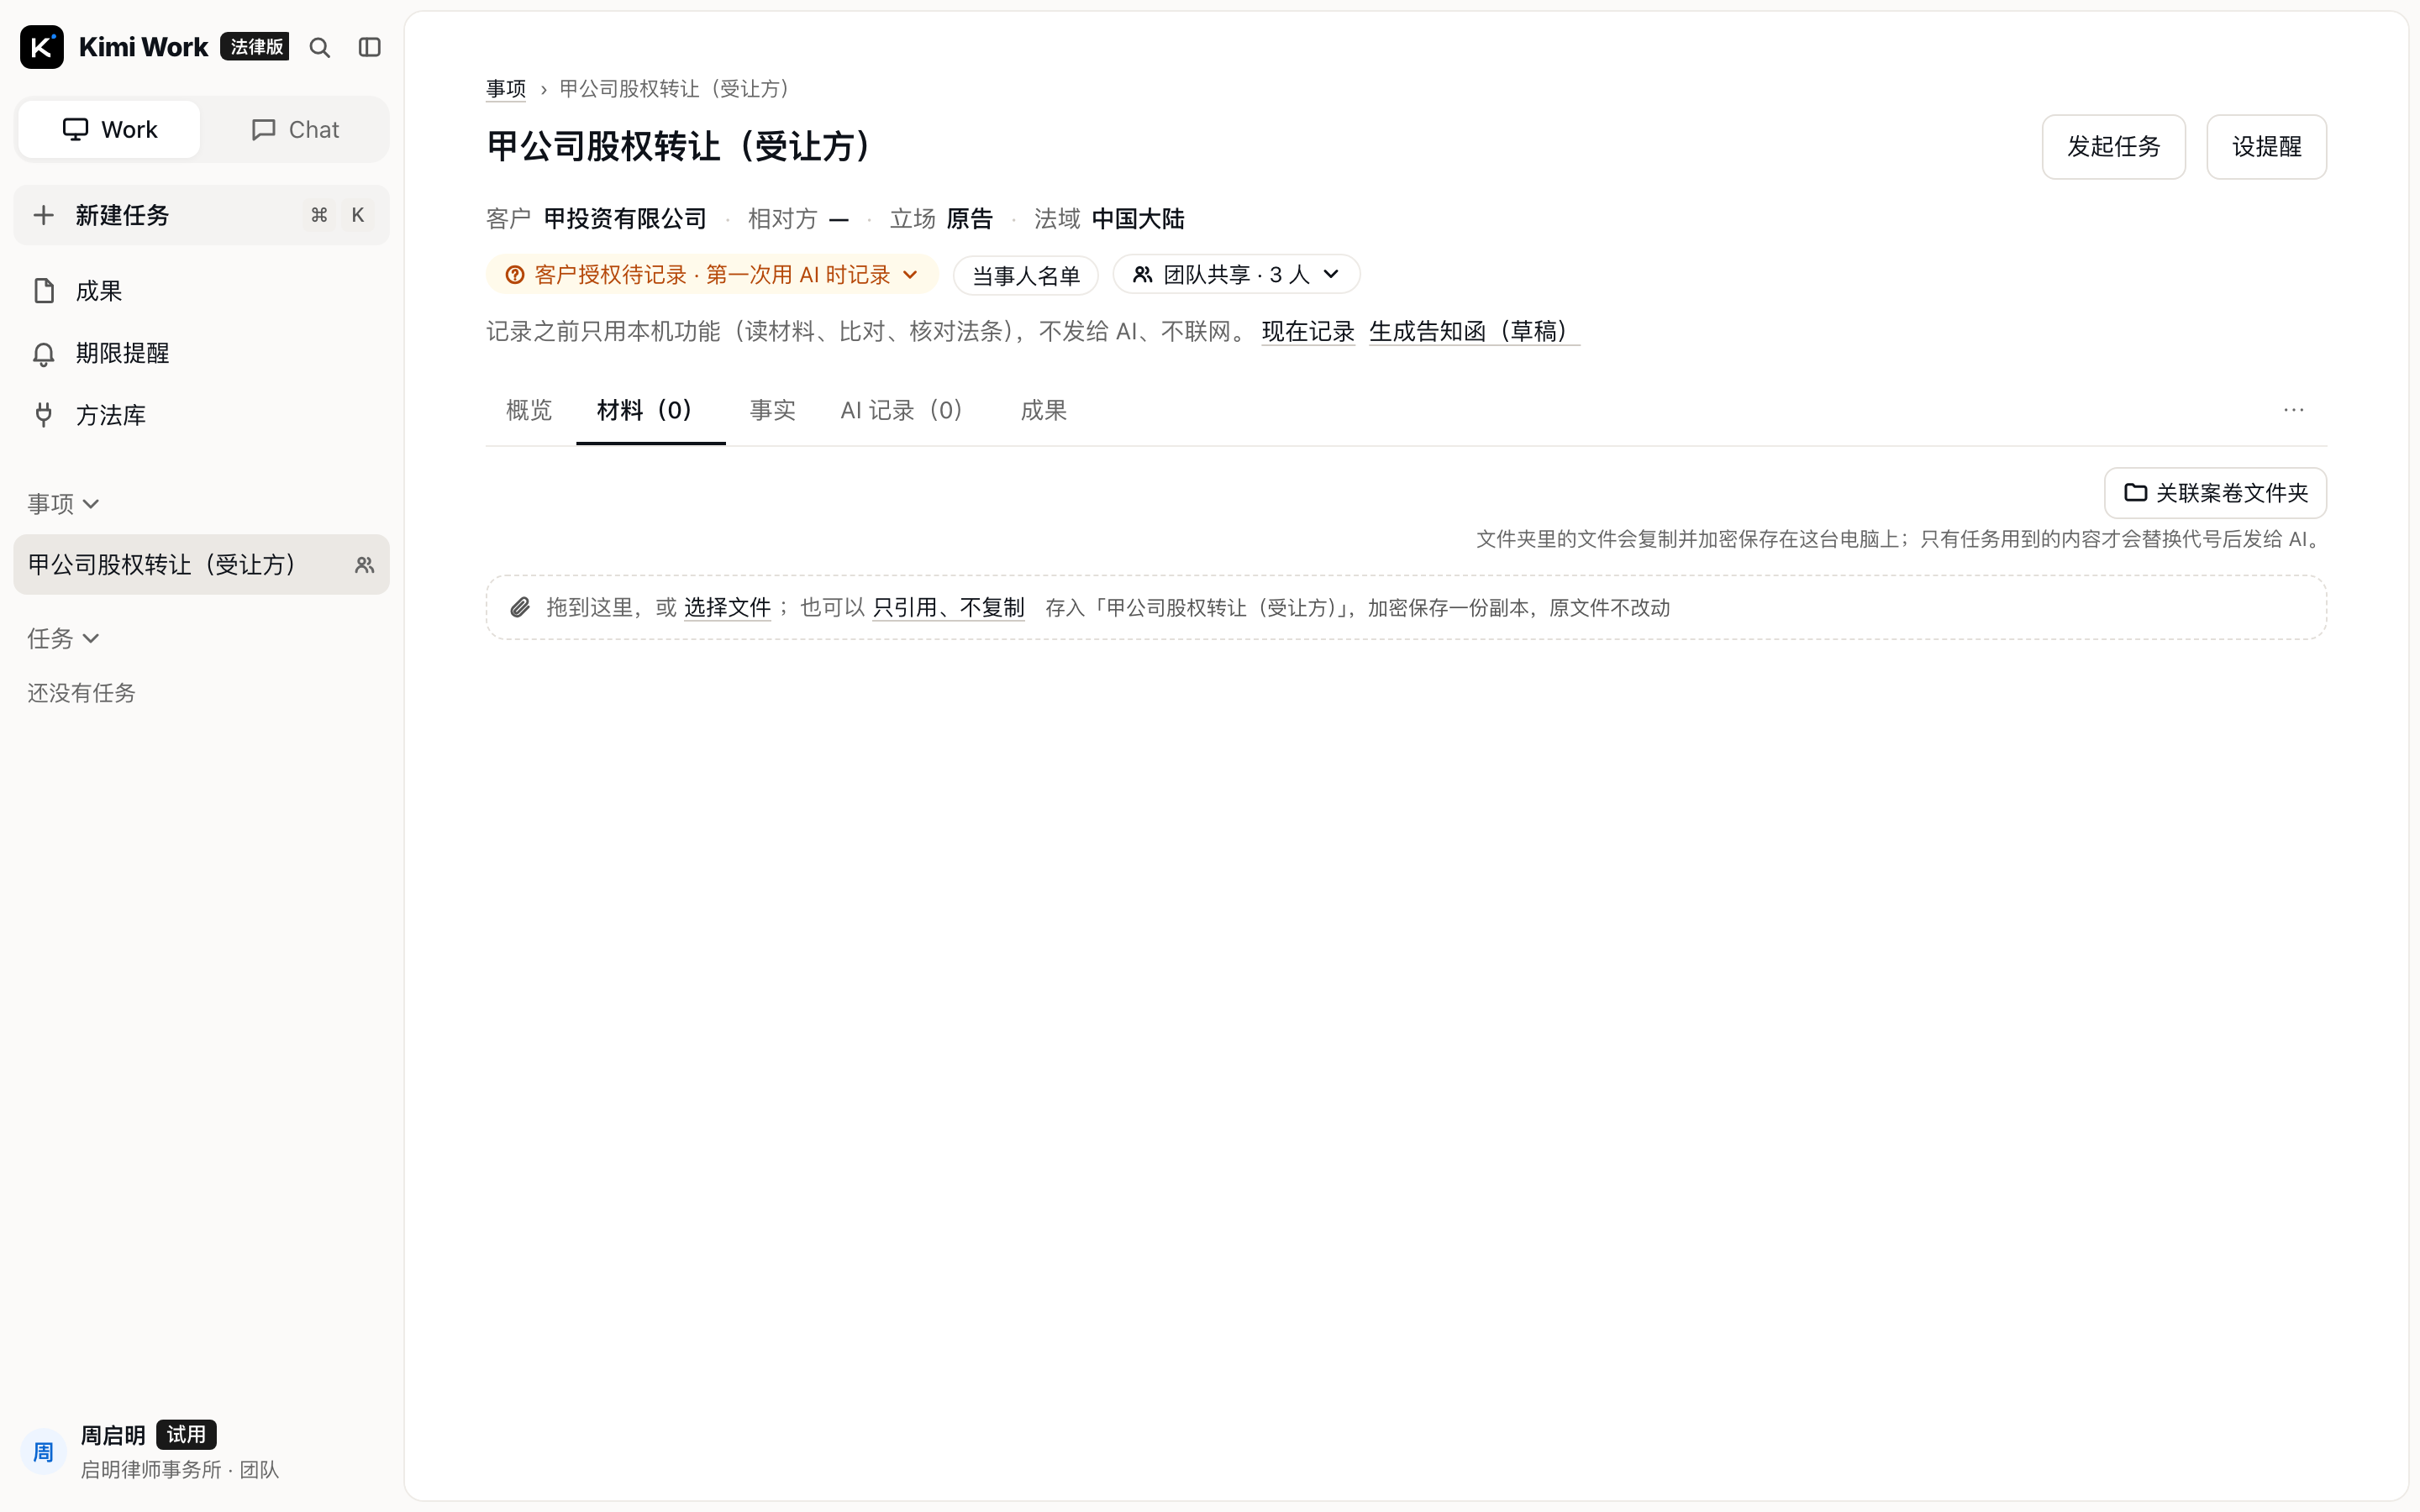 Kimi Work 法律版
Work
Chat
新建任务 ⌘ K
成果
期限提醒
方法库
事项
甲公司股权转让（受让方）
任务
还没有任务
周 周启明 试用
启明律师事务所 · 团队
事项 › 甲公司股权转让（受让方）
甲公司股权转让（受让方）
发起任务
设提醒
客户 甲投资有限公司 · 相对方 — · 立场 原告 · 法域 中国大陆
客户授权待记录 · 第一次用 AI 时记录
当事人名单
团队共享 · 3 人
记录之前只用本机功能（读材料、比对、核对法条），不发给 AI、不联网。 现在记录 生成告知函（草稿）
概览 材料（0） 事实 AI 记录（0） 成果 ···
关联案卷文件夹
文件夹里的文件会复制并加密保存在这台电脑上；只有任务用到的内容才会替换代号后发给 AI。
拖到这里，或 选择文件 ；也可以 只引用、不复制 存入「甲公司股权转让（受让方）」，加密保存一份副本，原文件不改动